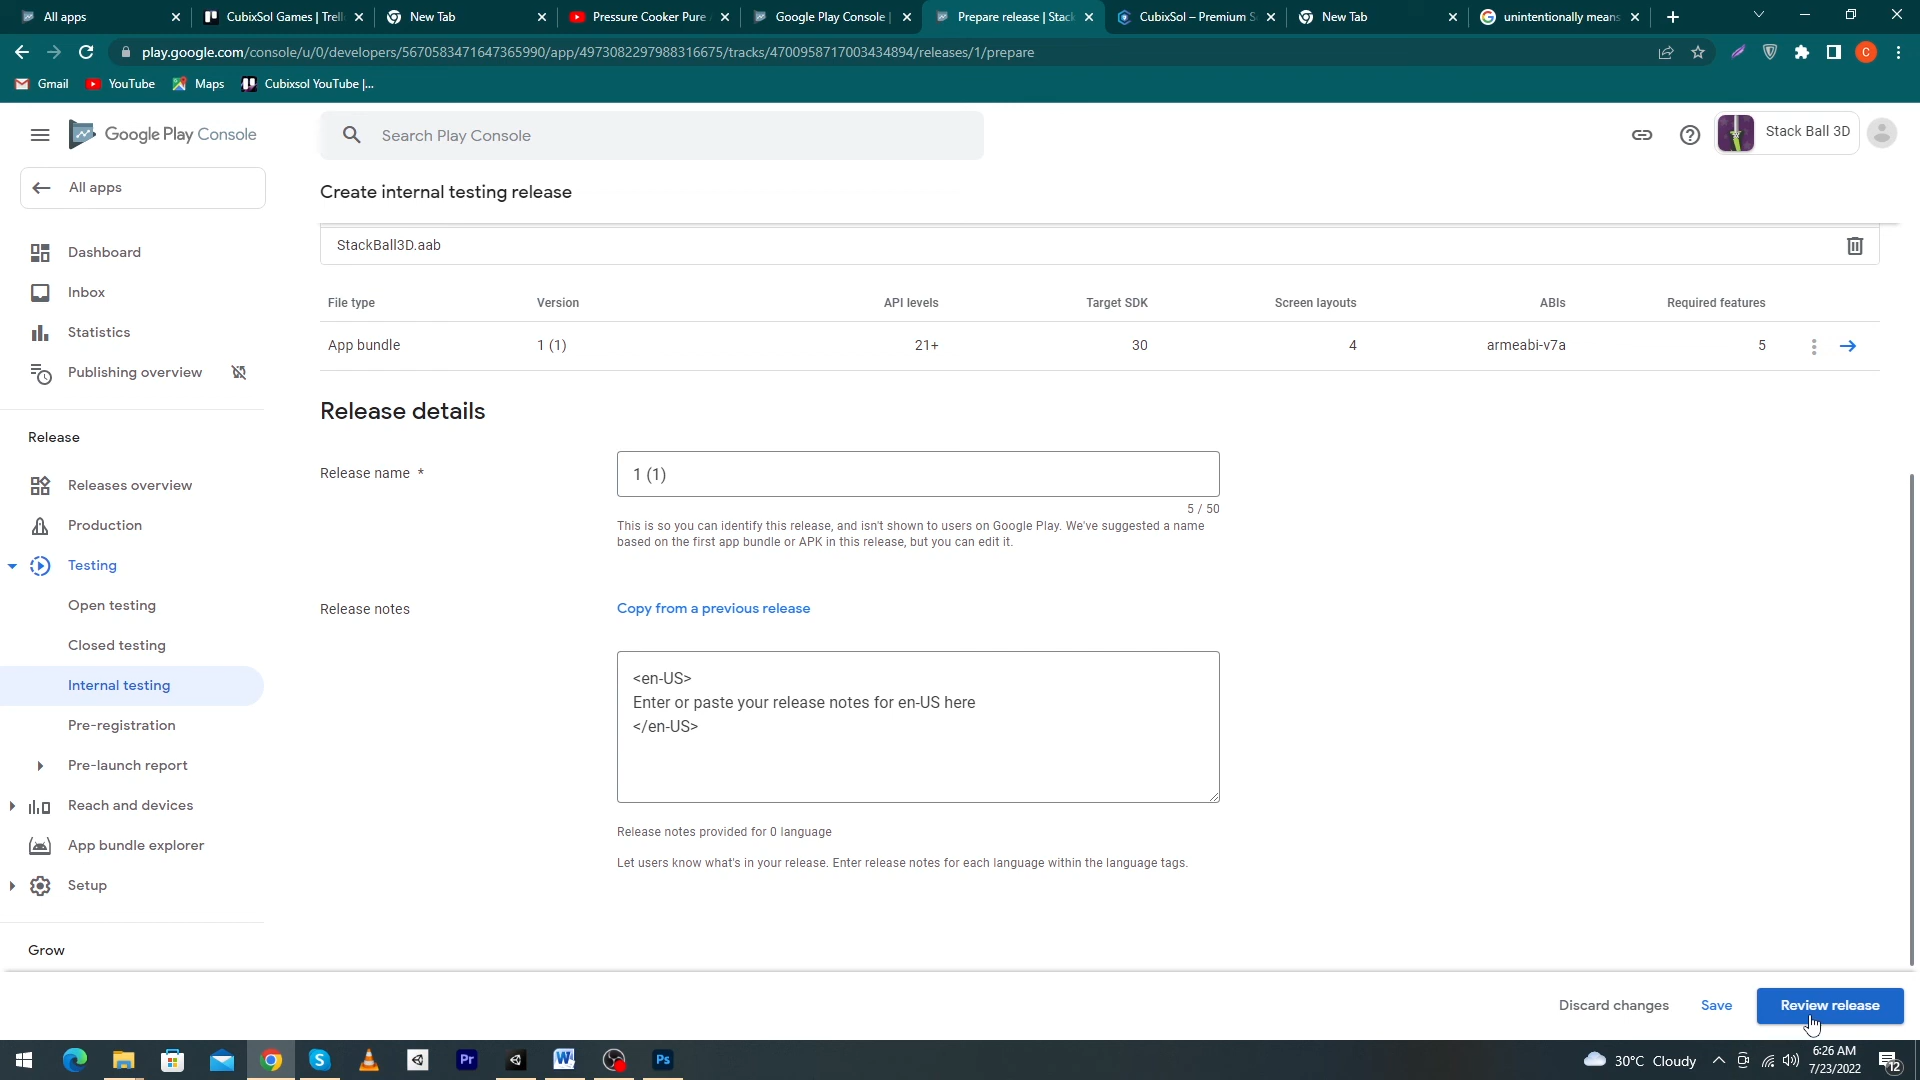 All apps
CubixSol Games | Trell
New Tab
Pressure Cooker Pure
Google Play Console |
Prepare release | Stack
CubixSol – Premium S
New Tab
unintentionally means
play.google.com/console/u/0/developers/5670583471647365990/app/4973082297988316675/tracks/4700958717003434894/releases/1/prepare
C
Gmail
YouTube
Maps
Cubixsol YouTube |...
Google Play Console
Search Play Console
Stack Ball 3D
All apps
Create internal testing release
StackBall3D.aab
Dashboard
Inbox
Statistics
Publishing overview
Release
Releases overview
Production
Testing
Open testing
Closed testing
Internal testing
Pre-registration
Pre-launch report
Reach and devices
App bundle explorer
Setup
Grow
File type Version API levels Target SDK Screen layouts ABIs Required features
App bundle 1 (1) 21+ 30 4 armeabi-v7a 5
Release details
Release name *
1 (1)
5 / 50
This is so you can identify this release, and isn't shown to users on Google Play. We've suggested a name
based on the first app bundle or APK in this release, but you can edit it.
Release notes
Copy from a previous release
<en-US>
Enter or paste your release notes for en-US here
</en-US>
Release notes provided for 0 language
Let users know what's in your release. Enter release notes for each language within the language tags.
Discard changes
Save
Review release
S
Pr
W
Ps
30°C Cloudy
6:26 AM
7/23/2022
12